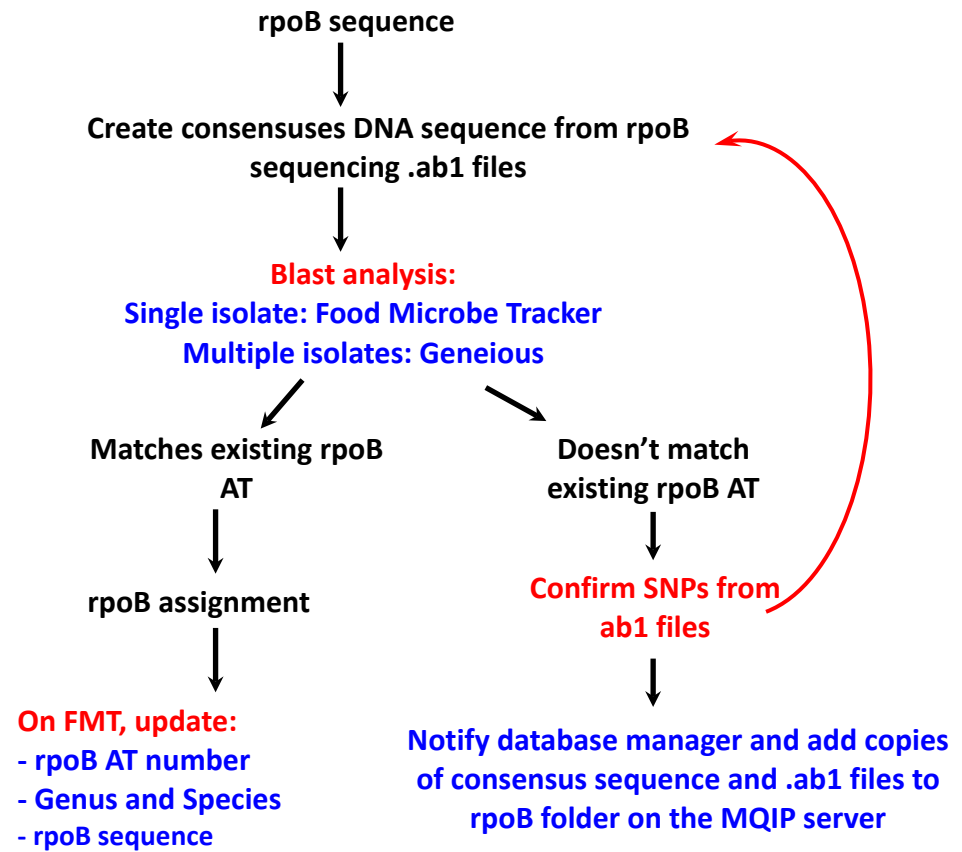 rpoB sequence
Create consensuses DNA sequence from rpoB
sequencing .ab1 files
Blast analysis:
Single isolate: Food Microbe Tracker
Multiple isolates: Geneious
Matches existing rpoB
AT
Doesn’t match
existing rpoB AT
rpoB assignment
Confirm SNPs from
ab1 files
On FMT, update:
- rpoB AT number
- Genus and Species
- rpoB sequence
Notify database manager and add copies
of consensus sequence and .ab1 files to
rpoB folder on the MQIP server